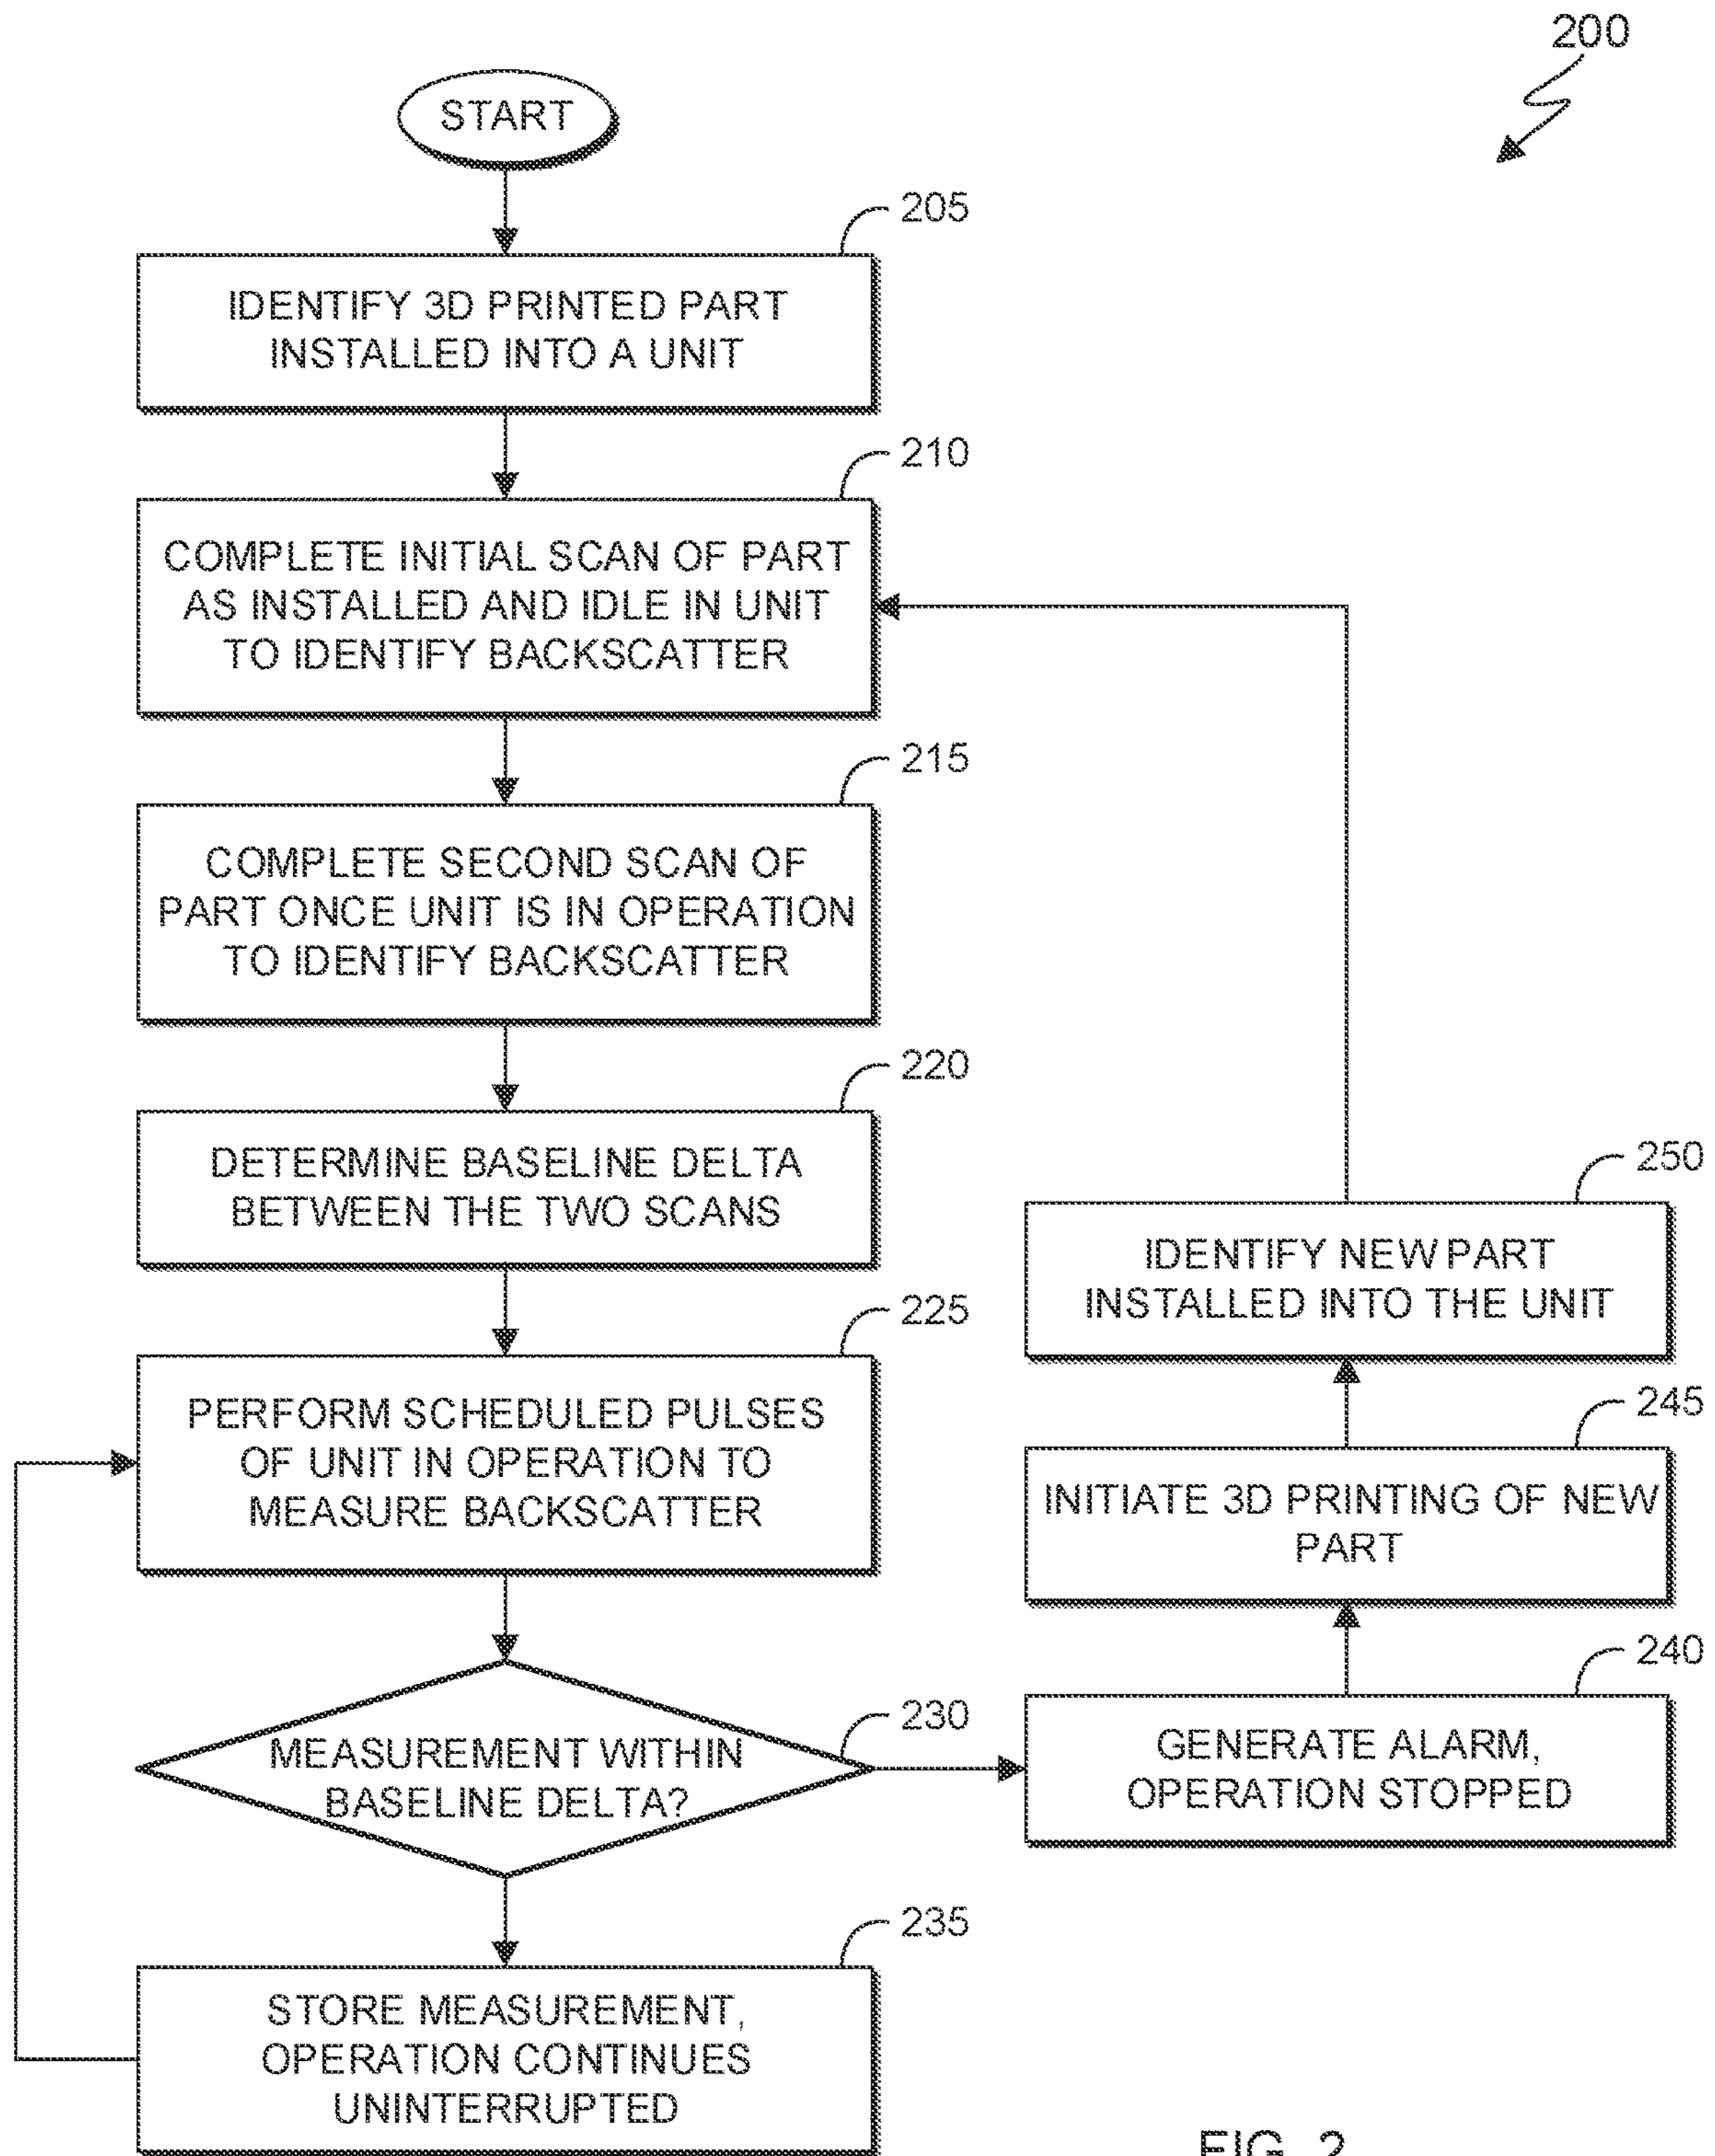 200
START
205
IDENTIFY 3D PRINTED PART
INSTALLED INTO A UNIT
210
COMPLETE INITIAL SCAN OF PART
AS INSTALLED AND IDLE IN UNIT
TO IDENTIFY BACKSCATTER
215
COMPLETE SECOND SCAN OF
PART ONCE UNIT IS IN OPERATION
TO IDENTIFY BACKSCATTER
220
DETERMINE BASELINE DELTA
BETWEEN THE TWO SCANS
225
PERFORM SCHEDULED PULSES
OF UNIT IN OPERATION TO
MEASURE BACKSCATTER
230
MEASUREMENT WITHIN
BASELINE DELTA?
235
STORE MEASUREMENT,
OPERATION CONTINUES
UNINTERRUPTED
250
IDENTIFY NEW PART
INSTALLED INTO THE UNIT
245
INITIATE 3D PRINTING OF NEW
PART
240
GENERATE ALARM,
OPERATION STOPPED
FIG. 2